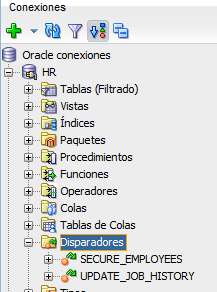 Conexiones
Oracle conexiones
HR
Tablas (Filtrado)
Vistas
Índices
Paquetes
Procedimientos
Funciones
Operadores
Colas
Tablas de Colas
Disparadores
SECURE_EMPLOYEES
UPDATE_JOB_HISTORY